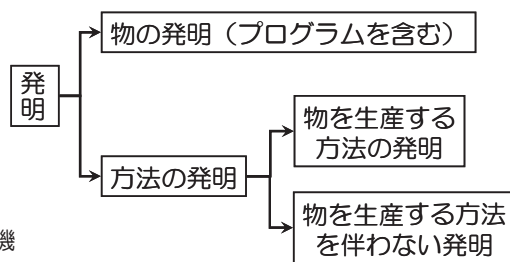 物の発明（プログラムを含む）
発
明
方法の発明
物を生産する
方法の発明
物を生産する方法
を伴わない発明
機